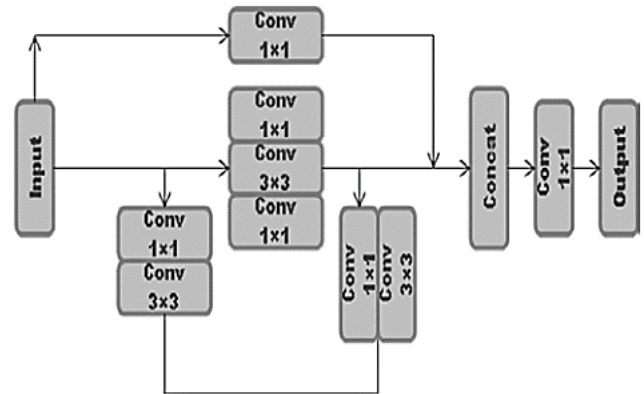 Conv
1×1
Input
Conv
1×1
Conv
3×3
Conv
1×1
Conv
1×1
Conv
3×3
Conv
1×1
Conv
3×3
Concat
Conv
1×1
Output